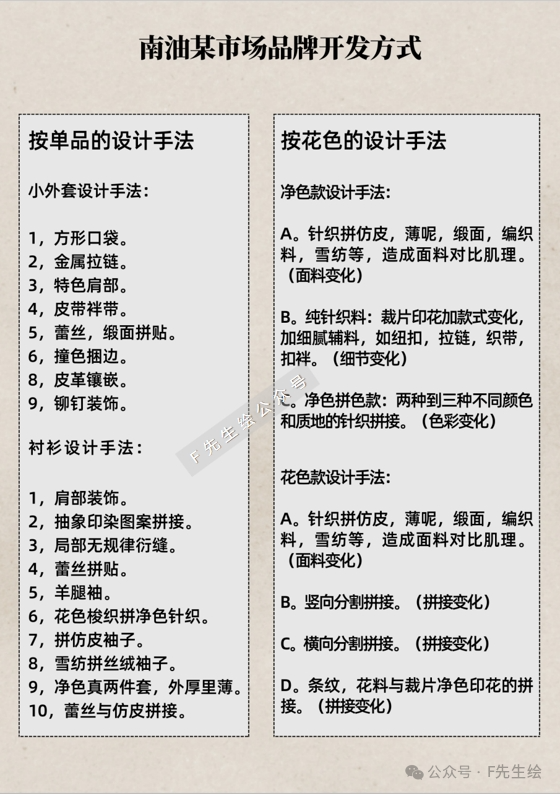 南油某市场品牌开发方式
按单品的设计手法
小外套设计手法：
1，方形口袋。
2，金属拉链。
3，特色肩部。
4，皮带袢带。
5，蕾丝，缎面拼贴。
6，撞色捆边。
8，皮革镶嵌。
9，铆钉装饰。
衬衫设计手法：
1，肩部装饰。
2，抽象印染图案拼接。
3，局部无规律衍缝。
4，蕾丝拼贴。
5，羊腿袖。
6，花色梭织拼净色针织。
7，拼仿皮袖子。
8，雪纺拼丝绒袖子。
9，净色真两件套，外厚里薄。
10，蕾丝与仿皮拼接。
按花色的设计手法
净色款设计手法：
A。针织拼仿皮，薄呢，缎面，编织
料，雪纺等，造成面料对比肌理。
（面料变化）
B。纯针织料：裁片印花加款式变化，
加细腻辅料，如纽扣，拉链，织带，
扣袢。（细节变化）
C。净色拼色款：两种到三种不同颜色
和质地的针织拼接。（色彩变化）
花色款设计手法：
A。针织拼仿皮，薄呢，缎面，编织
料，雪纺等，造成面料对比肌理。
（面料变化）
B。竖向分割拼接。（拼接变化）
C。横向分割拼接。（拼接变化）
D。条纹，花料与裁片净色印花的拼
接。（拼接变化）
F先生绘公众号
公众号 · F先生绘